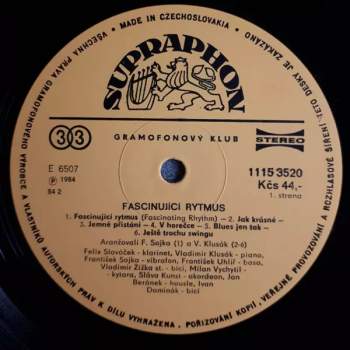 MADE IN CZECHOSLOVAKIA
VŠECHNA PRÁVA GRAMOFONOVÉHO VÝROBCE A VLASTNÍKŮ AUTORSKÝCH PRÁV K DÍLU VYHRAŽENA. POŘIZOVÁNÍ KOPIÍ, VEŘEJNÉ PROVOZOVÁNÍ A ROZHLASOVÉ ŠÍŘENÍ TÉTO DESKY JE ZAKÁZÁNO
SUPRAPHON
33
GRAMOFONOVÝ KLUB
STEREO
E 6507
℗ 1984
84 2
1115 3520
Kčs 44,-
1. strana
FASCINUJÍCÍ RYTMUS
1. Fascinující rytmus (Fascinating Rhythm) – 2. Jak krásné –
3. Jemné přistání – 4. V horečce – 5. Blues jen tak –
6. Ještě trochu swingu
Aranžovali F. Sojka (1) a V. Klusák (2-6)
Felix Slováček - klarinet, Vladimír Klusák - piano,
František Sojka - vibrafon, František Uhlíř - basa,
Vladimír Žižka st. - bicí, Milan Vychytil -
kytara, Sláva Kunst - akordeon, Jan
Beránek - housle, Ivan
Dominák - bicí